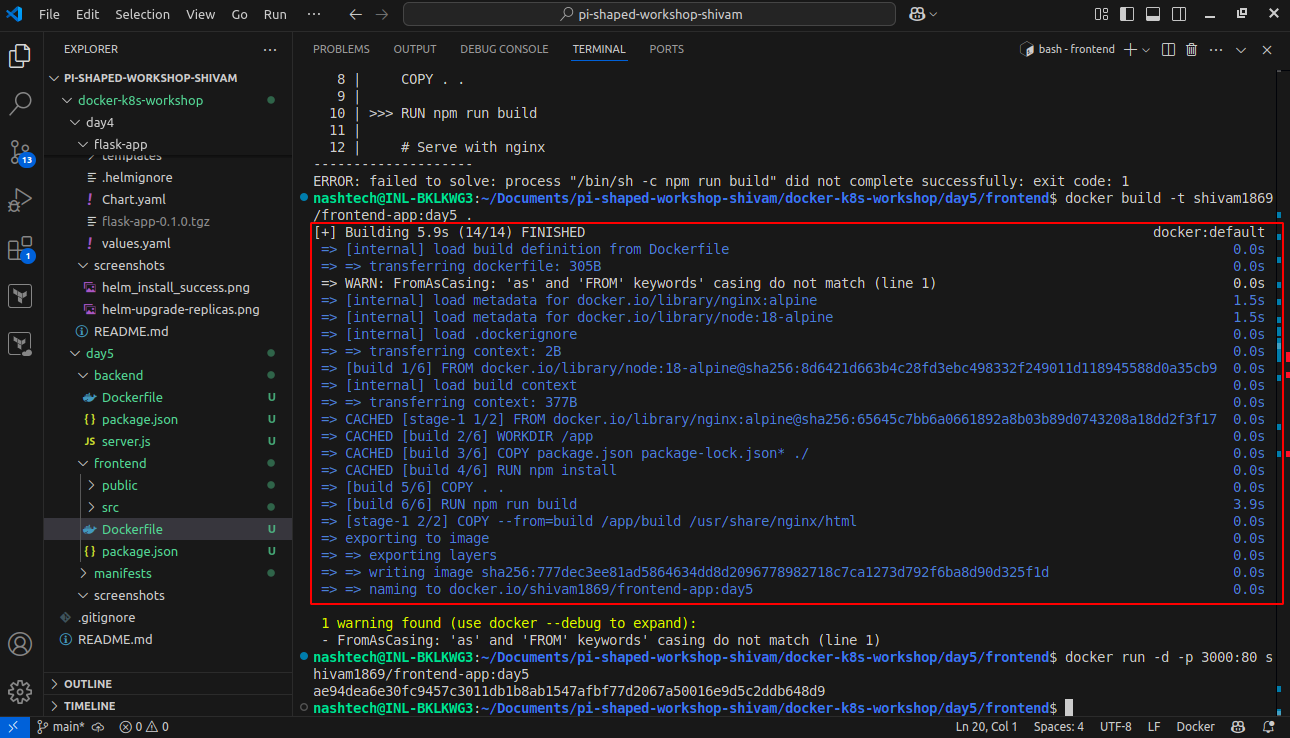 File Edit Selection View Go Run ··· pi-shaped-workshop-shivam
EXPLORER ···
PI-SHAPED-WORKSHOP-SHIVAM
docker-k8s-workshop
day4
flask-app
templates
.helmignore
! Chart.yaml
flask-app-0.1.0.tgz
! values.yaml
screenshots
helm_install_success.png
helm-upgrade-replicas.png
README.md
day5
backend
Dockerfile U
{} package.json U
JS server.js U
frontend
public
src
Dockerfile U
{} package.json U
manifests
screenshots
.gitignore
README.md
OUTLINE
TIMELINE
13
1
PROBLEMS OUTPUT DEBUG CONSOLE TERMINAL PORTS bash - frontend
8 | COPY . .
9 |
10 | >>> RUN npm run build
11 |
12 | # Serve with nginx
--------------------
ERROR: failed to solve: process "/bin/sh -c npm run build" did not complete successfully: exit code: 1
nashtech@INL-BKLKWG3:~/Documents/pi-shaped-workshop-shivam/docker-k8s-workshop/day5/frontend$ docker build -t shivam1869
/frontend-app:day5 .
[+] Building 5.9s (14/14) FINISHED docker:default
=> [internal] load build definition from Dockerfile 0.0s
=> => transferring dockerfile: 305B 0.0s
=> WARN: FromAsCasing: 'as' and 'FROM' keywords' casing do not match (line 1) 0.0s
=> [internal] load metadata for docker.io/library/nginx:alpine 1.5s
=> [internal] load metadata for docker.io/library/node:18-alpine 1.5s
=> [internal] load .dockerignore 0.0s
=> => transferring context: 2B 0.0s
=> [build 1/6] FROM docker.io/library/node:18-alpine@sha256:8d6421d663b4c28fd3ebc498332f249011d118945588d0a35cb9 0.0s
=> [internal] load build context 0.0s
=> => transferring context: 377B 0.0s
=> CACHED [stage-1 1/2] FROM docker.io/library/nginx:alpine@sha256:65645c7bb6a0661892a8b03b89d0743208a18dd2f3f17 0.0s
=> CACHED [build 2/6] WORKDIR /app 0.0s
=> CACHED [build 3/6] COPY package.json package-lock.json* ./ 0.0s
=> CACHED [build 4/6] RUN npm install 0.0s
=> [build 5/6] COPY . . 0.0s
=> [build 6/6] RUN npm run build 3.9s
=> [stage-1 2/2] COPY --from=build /app/build /usr/share/nginx/html 0.0s
=> exporting to image 0.0s
=> => exporting layers 0.0s
=> => writing image sha256:777dec3ee81ad5864634dd8d2096778982718c7ca1273d792f6ba8d90d325f1d 0.0s
=> => naming to docker.io/shivam1869/frontend-app:day5 0.0s
1 warning found (use docker --debug to expand):
- FromAsCasing: 'as' and 'FROM' keywords' casing do not match (line 1)
nashtech@INL-BKLKWG3:~/Documents/pi-shaped-workshop-shivam/docker-k8s-workshop/day5/frontend$ docker run -d -p 3000:80 s
hivam1869/frontend-app:day5
ae94dea6e30fc9457c3011db1b8ab1547afbf77d2067a50016e9d5c2ddb648d9
nashtech@INL-BKLKWG3:~/Documents/pi-shaped-workshop-shivam/docker-k8s-workshop/day5/frontend$
main* 0 0 Ln 20, Col 1 Spaces: 4 UTF-8 LF Docker